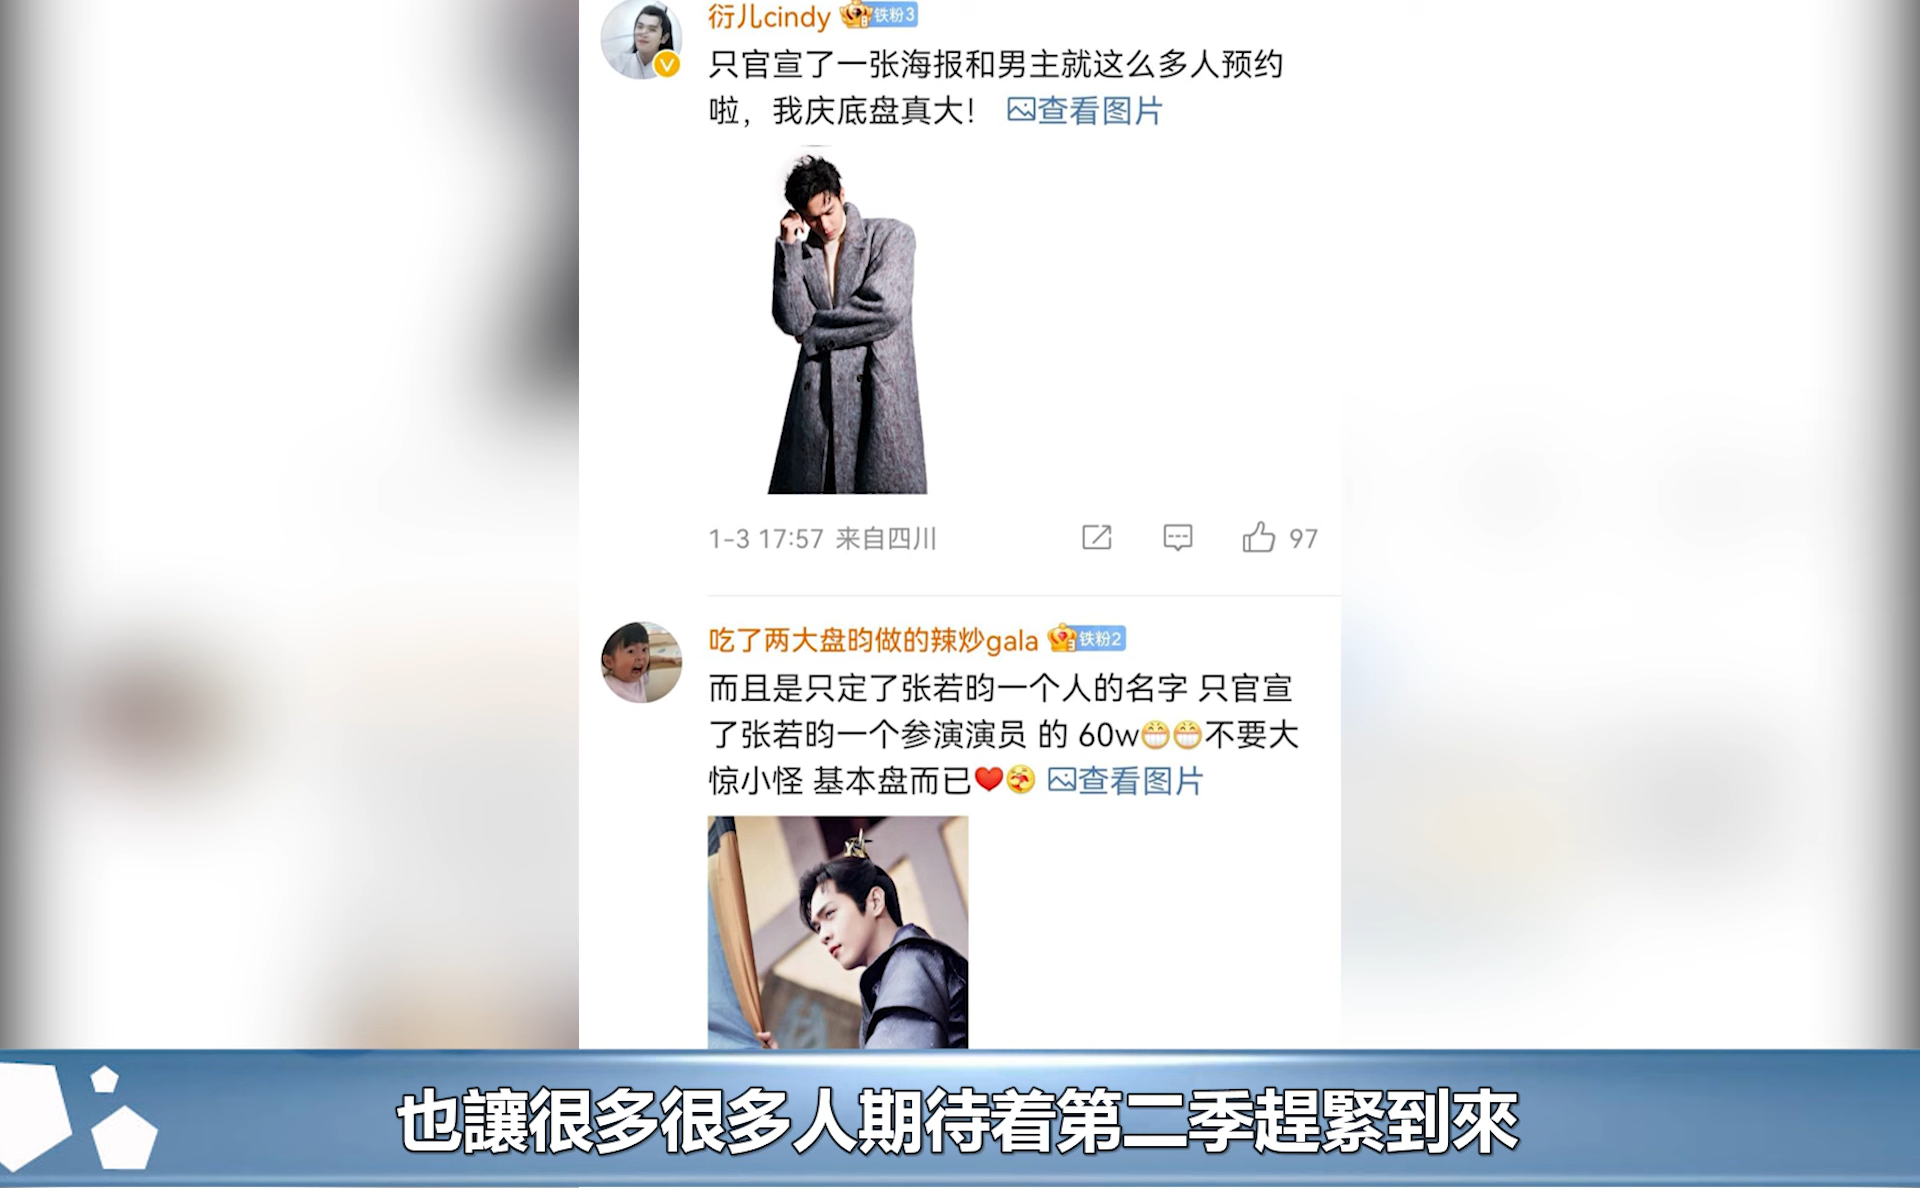 衍儿cindy 铁粉3
只官宣了一张海报和男主就这么多人预约
啦，我庆底盘真大！ 查看图片
1-3 17:57 来自四川 97
吃了两大盘昀做的辣炒gala 铁粉2
而且是只定了张若昀一个人的名字 只官宣
了张若昀一个参演演员 的 60w😁😁不要大
惊小怪 基本盘而已❤️🤗 查看图片
也讓很多很多人期待着第二季趕緊到來